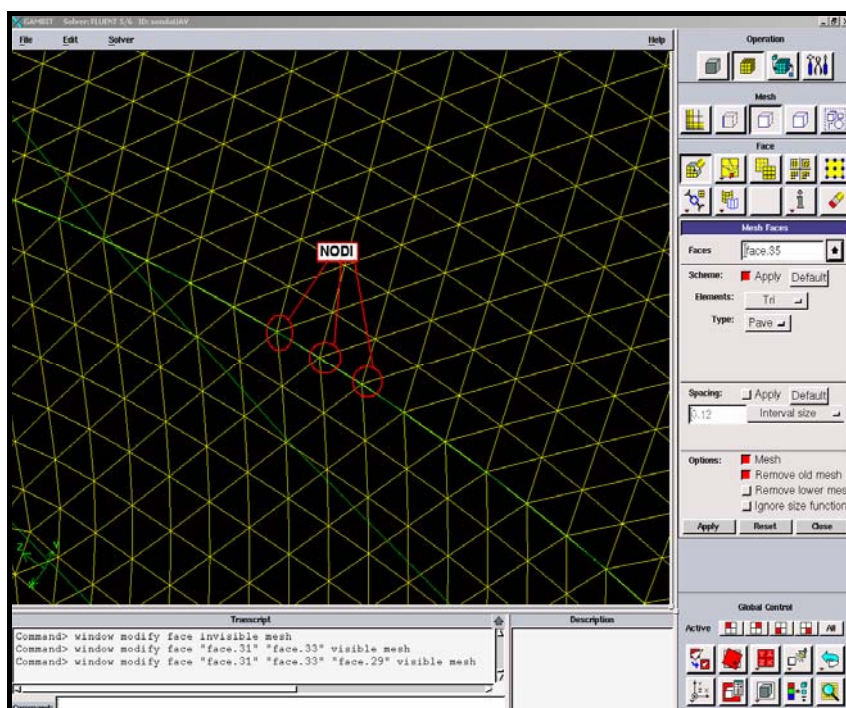 GAMBIT Solver: FLUENT 5/6 ID: sondaUAV
File Edit Solver Help
NODI
Operation
Mesh
Face
Mesh Faces
Faces face.35
Scheme: Apply Default
Elements: Tri
Type: Pave
Spacing: Apply Default
0.12 Interval size
Options: Mesh
Remove old mesh
Remove lower mes
Ignore size function
Apply Reset Close
Z Y X
Transcript
Command> window modify face invisible mesh
Command> window modify face "face.31" "face.33" visible mesh
Command> window modify face "face.31" "face.33" "face.29" visible mesh
Command:
Description
Global Control
Active All